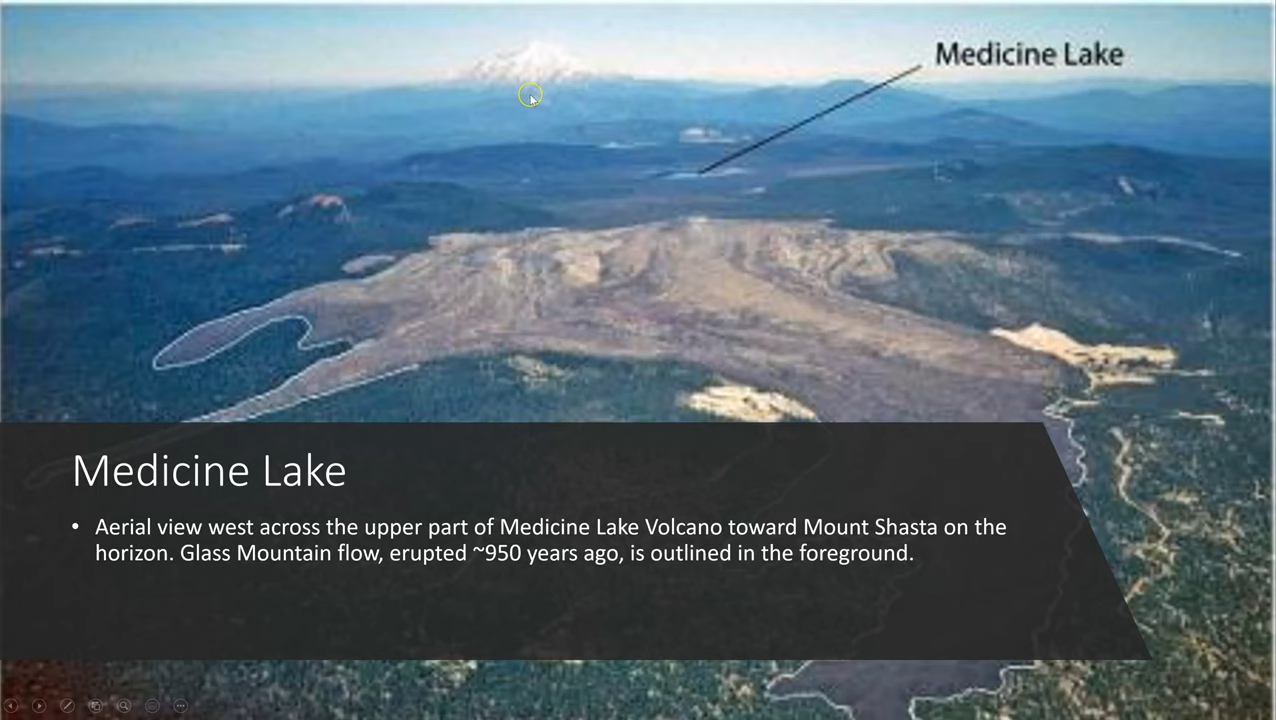 Medicine Lake
Medicine Lake
• Aerial view west across the upper part of Medicine Lake Volcano toward Mount Shasta on the
horizon. Glass Mountain flow, erupted ~950 years ago, is outlined in the foreground.